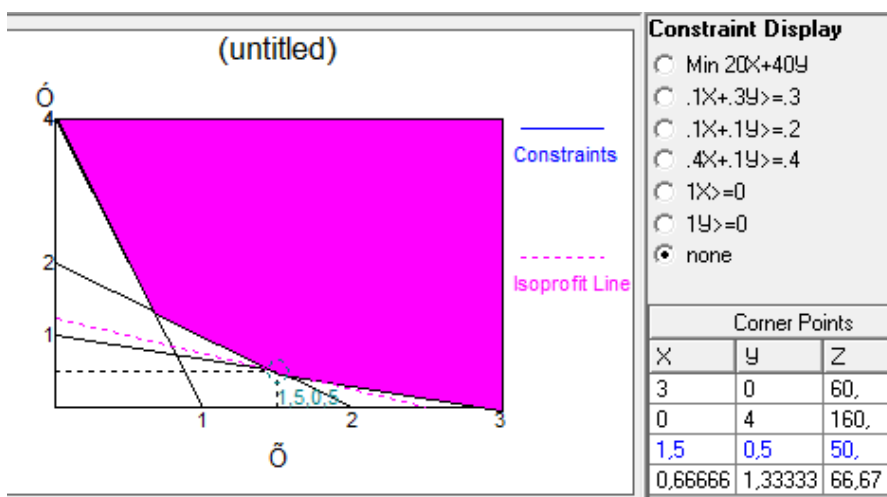 (untitled)
Ó
4
2
1
1,5,0,5
1
2
3
Õ
Constraints
Isoprofit Line
Constraint Display
Min 20X+40Y
.1X+.3Y>=.3
.1X+.1Y>=.2
.4X+.1Y>=.4
1X>=0
1Y>=0
none
Corner Points
X Y Z
3 0 60,
0 4 160,
1,5 0,5 50,
0,66666 1,33333 66,67